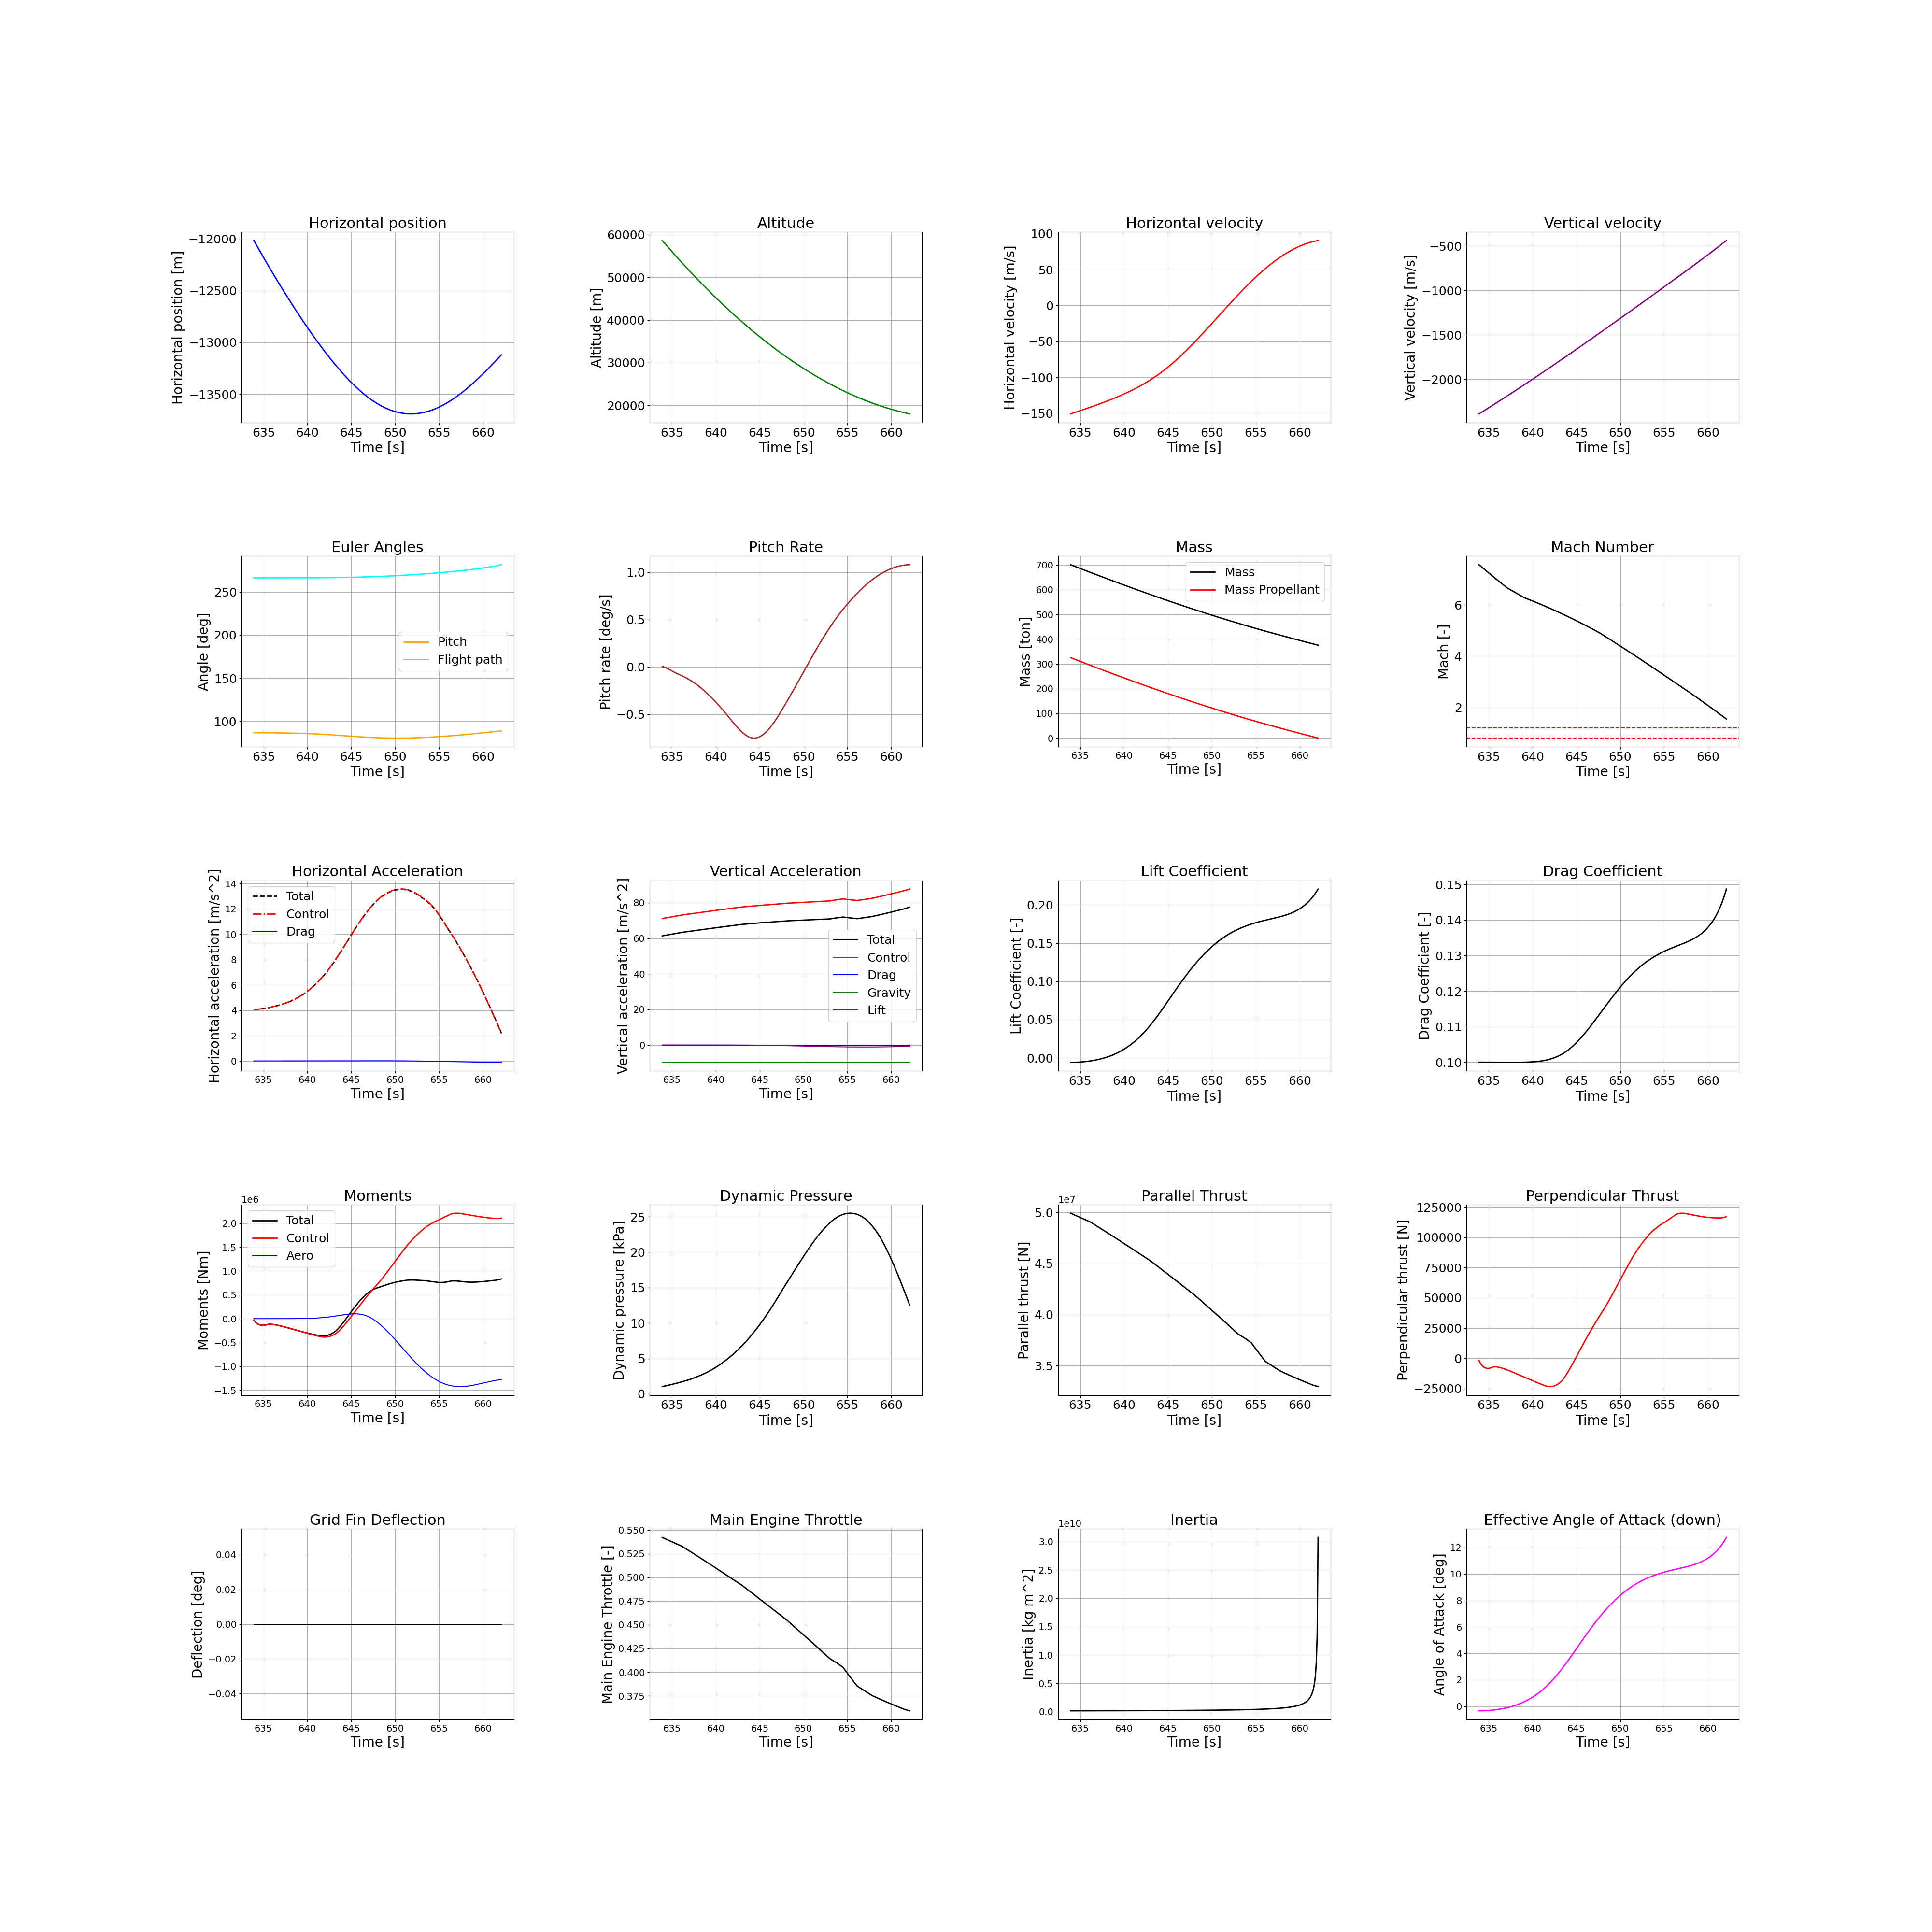 Horizontal position
Horizontal position [m]
−12000
−12500
−13000
−13500
635 640 645 650 655 660
Time [s]
Altitude
Altitude [m]
60000
50000
40000
30000
20000
635 640 645 650 655 660
Time [s]
Horizontal velocity
Horizontal velocity [m/s]
100
50
0
−50
−100
−150
635 640 645 650 655 660
Time [s]
Vertical velocity
Vertical velocity [m/s]
−500
−1000
−1500
−2000
635 640 645 650 655 660
Time [s]
Euler Angles
Angle [deg]
250
200
150
100
Pitch
Flight path
635 640 645 650 655 660
Time [s]
Pitch Rate
Pitch rate [deg/s]
1.0
0.5
0.0
−0.5
635 640 645 650 655 660
Time [s]
Mass
Mass [ton]
700
600
500
400
300
200
100
0
Mass
Mass Propellant
635 640 645 650 655 660
Time [s]
Mach Number
Mach [-]
6
4
2
635 640 645 650 655 660
Time [s]
Horizontal Acceleration
Horizontal acceleration [m/s^2]
14
12
10
8
6
4
2
0
Total
Control
Drag
635 640 645 650 655 660
Time [s]
Vertical Acceleration
Vertical acceleration [m/s^2]
80
60
40
20
0
Total
Control
Drag
Gravity
Lift
635 640 645 650 655 660
Time [s]
Lift Coefficient
Lift Coefficient [-]
0.20
0.15
0.10
0.05
0.00
635 640 645 650 655 660
Time [s]
Drag Coefficient
Drag Coefficient [-]
0.15
0.14
0.13
0.12
0.11
0.10
635 640 645 650 655 660
Time [s]
Moments
1e6
Moments [Nm]
2.0
1.5
1.0
0.5
0.0
−0.5
−1.0
−1.5
Total
Control
Aero
635 640 645 650 655 660
Time [s]
Dynamic Pressure
Dynamic pressure [kPa]
25
20
15
10
5
0
635 640 645 650 655 660
Time [s]
Parallel Thrust
1e7
Parallel thrust [N]
5.0
4.5
4.0
3.5
635 640 645 650 655 660
Time [s]
Perpendicular Thrust
Perpendicular thrust [N]
125000
100000
75000
50000
25000
0
−25000
635 640 645 650 655 660
Time [s]
Grid Fin Deflection
Deflection [deg]
0.04
0.02
0.00
−0.02
−0.04
635 640 645 650 655 660
Time [s]
Main Engine Throttle
Main Engine Throttle [-]
0.550
0.525
0.500
0.475
0.450
0.425
0.400
0.375
635 640 645 650 655 660
Time [s]
Inertia
1e10
Inertia [kg m^2]
3.0
2.5
2.0
1.5
1.0
0.5
0.0
635 640 645 650 655 660
Time [s]
Effective Angle of Attack (down)
Angle of Attack [deg]
12
10
8
6
4
2
0
635 640 645 650 655 660
Time [s]